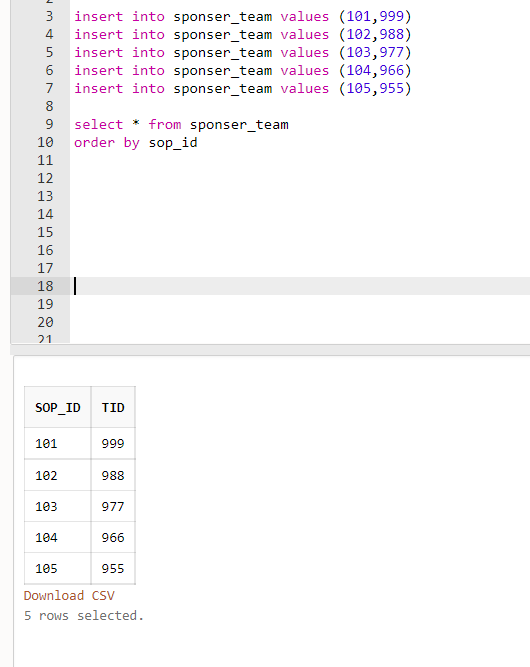 2
3 insert into sponser_team values (101,999)
4 insert into sponser_team values (102,988)
5 insert into sponser_team values (103,977)
6 insert into sponser_team values (104,966)
7 insert into sponser_team values (105,955)
8
9 select * from sponser_team
10 order by sop_id
11
12
13
14
15
16
17
18
19
20
21
SOP_ID TID
101 999
102 988
103 977
104 966
105 955
Download CSV
5 rows selected.